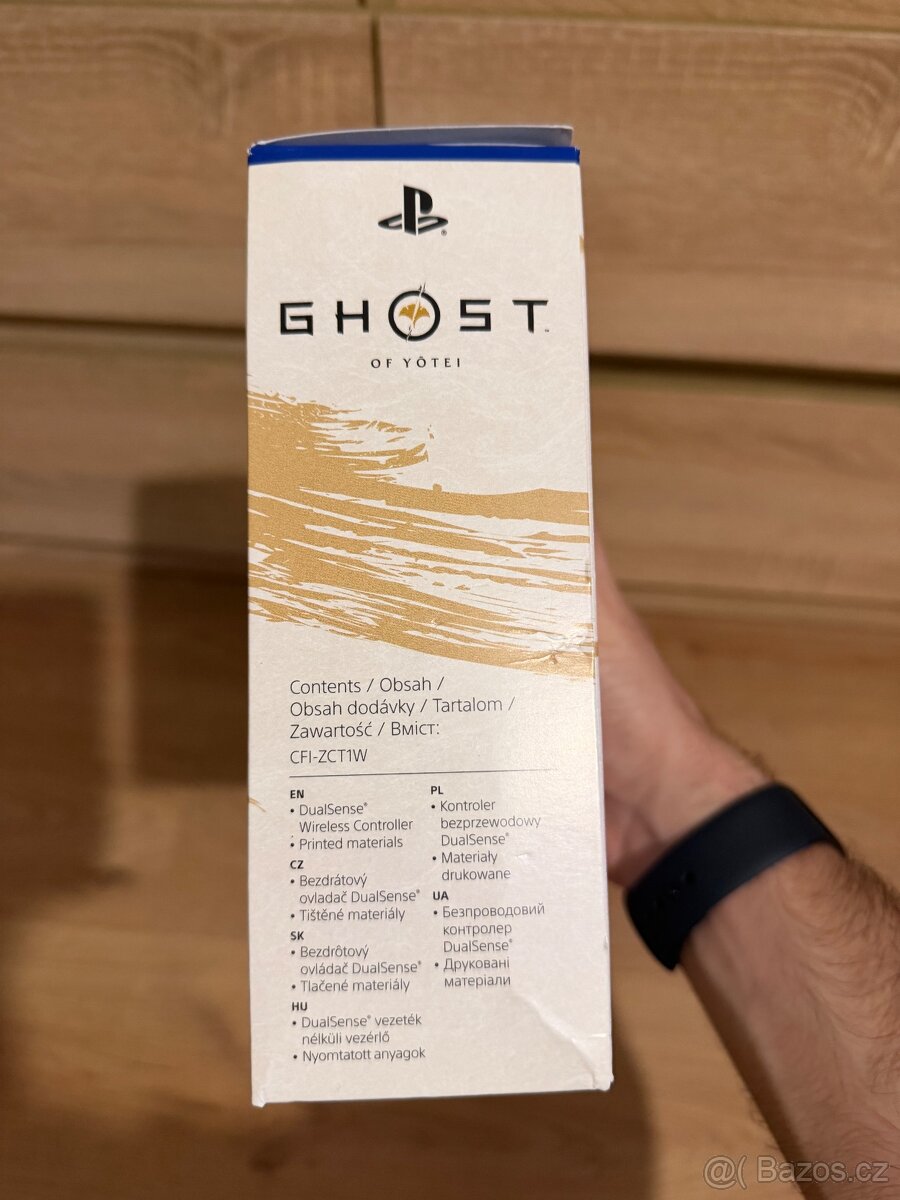 GHOST
OF YŌTEI
Contents / Obsah /
Obsah dodávky / Tartalom /
Zawartość / Вміст:
CFI-ZCT1W
EN
• DualSense®
Wireless Controller
• Printed materials
CZ
• Bezdrátový
ovladač DualSense®
• Tištěné materiály
SK
• Bezdrôtový
ovládač DualSense®
• Tlačené materiály
HU
• DualSense® vezeték
nélküli vezérlő
• Nyomtatott anyagok
PL
• Kontroler
bezprzewodowy
DualSense®
• Materiały
drukowane
UA
• Безпроводовий
контролер
DualSense®
• Друковані
матеріали
@( Bazos.cz